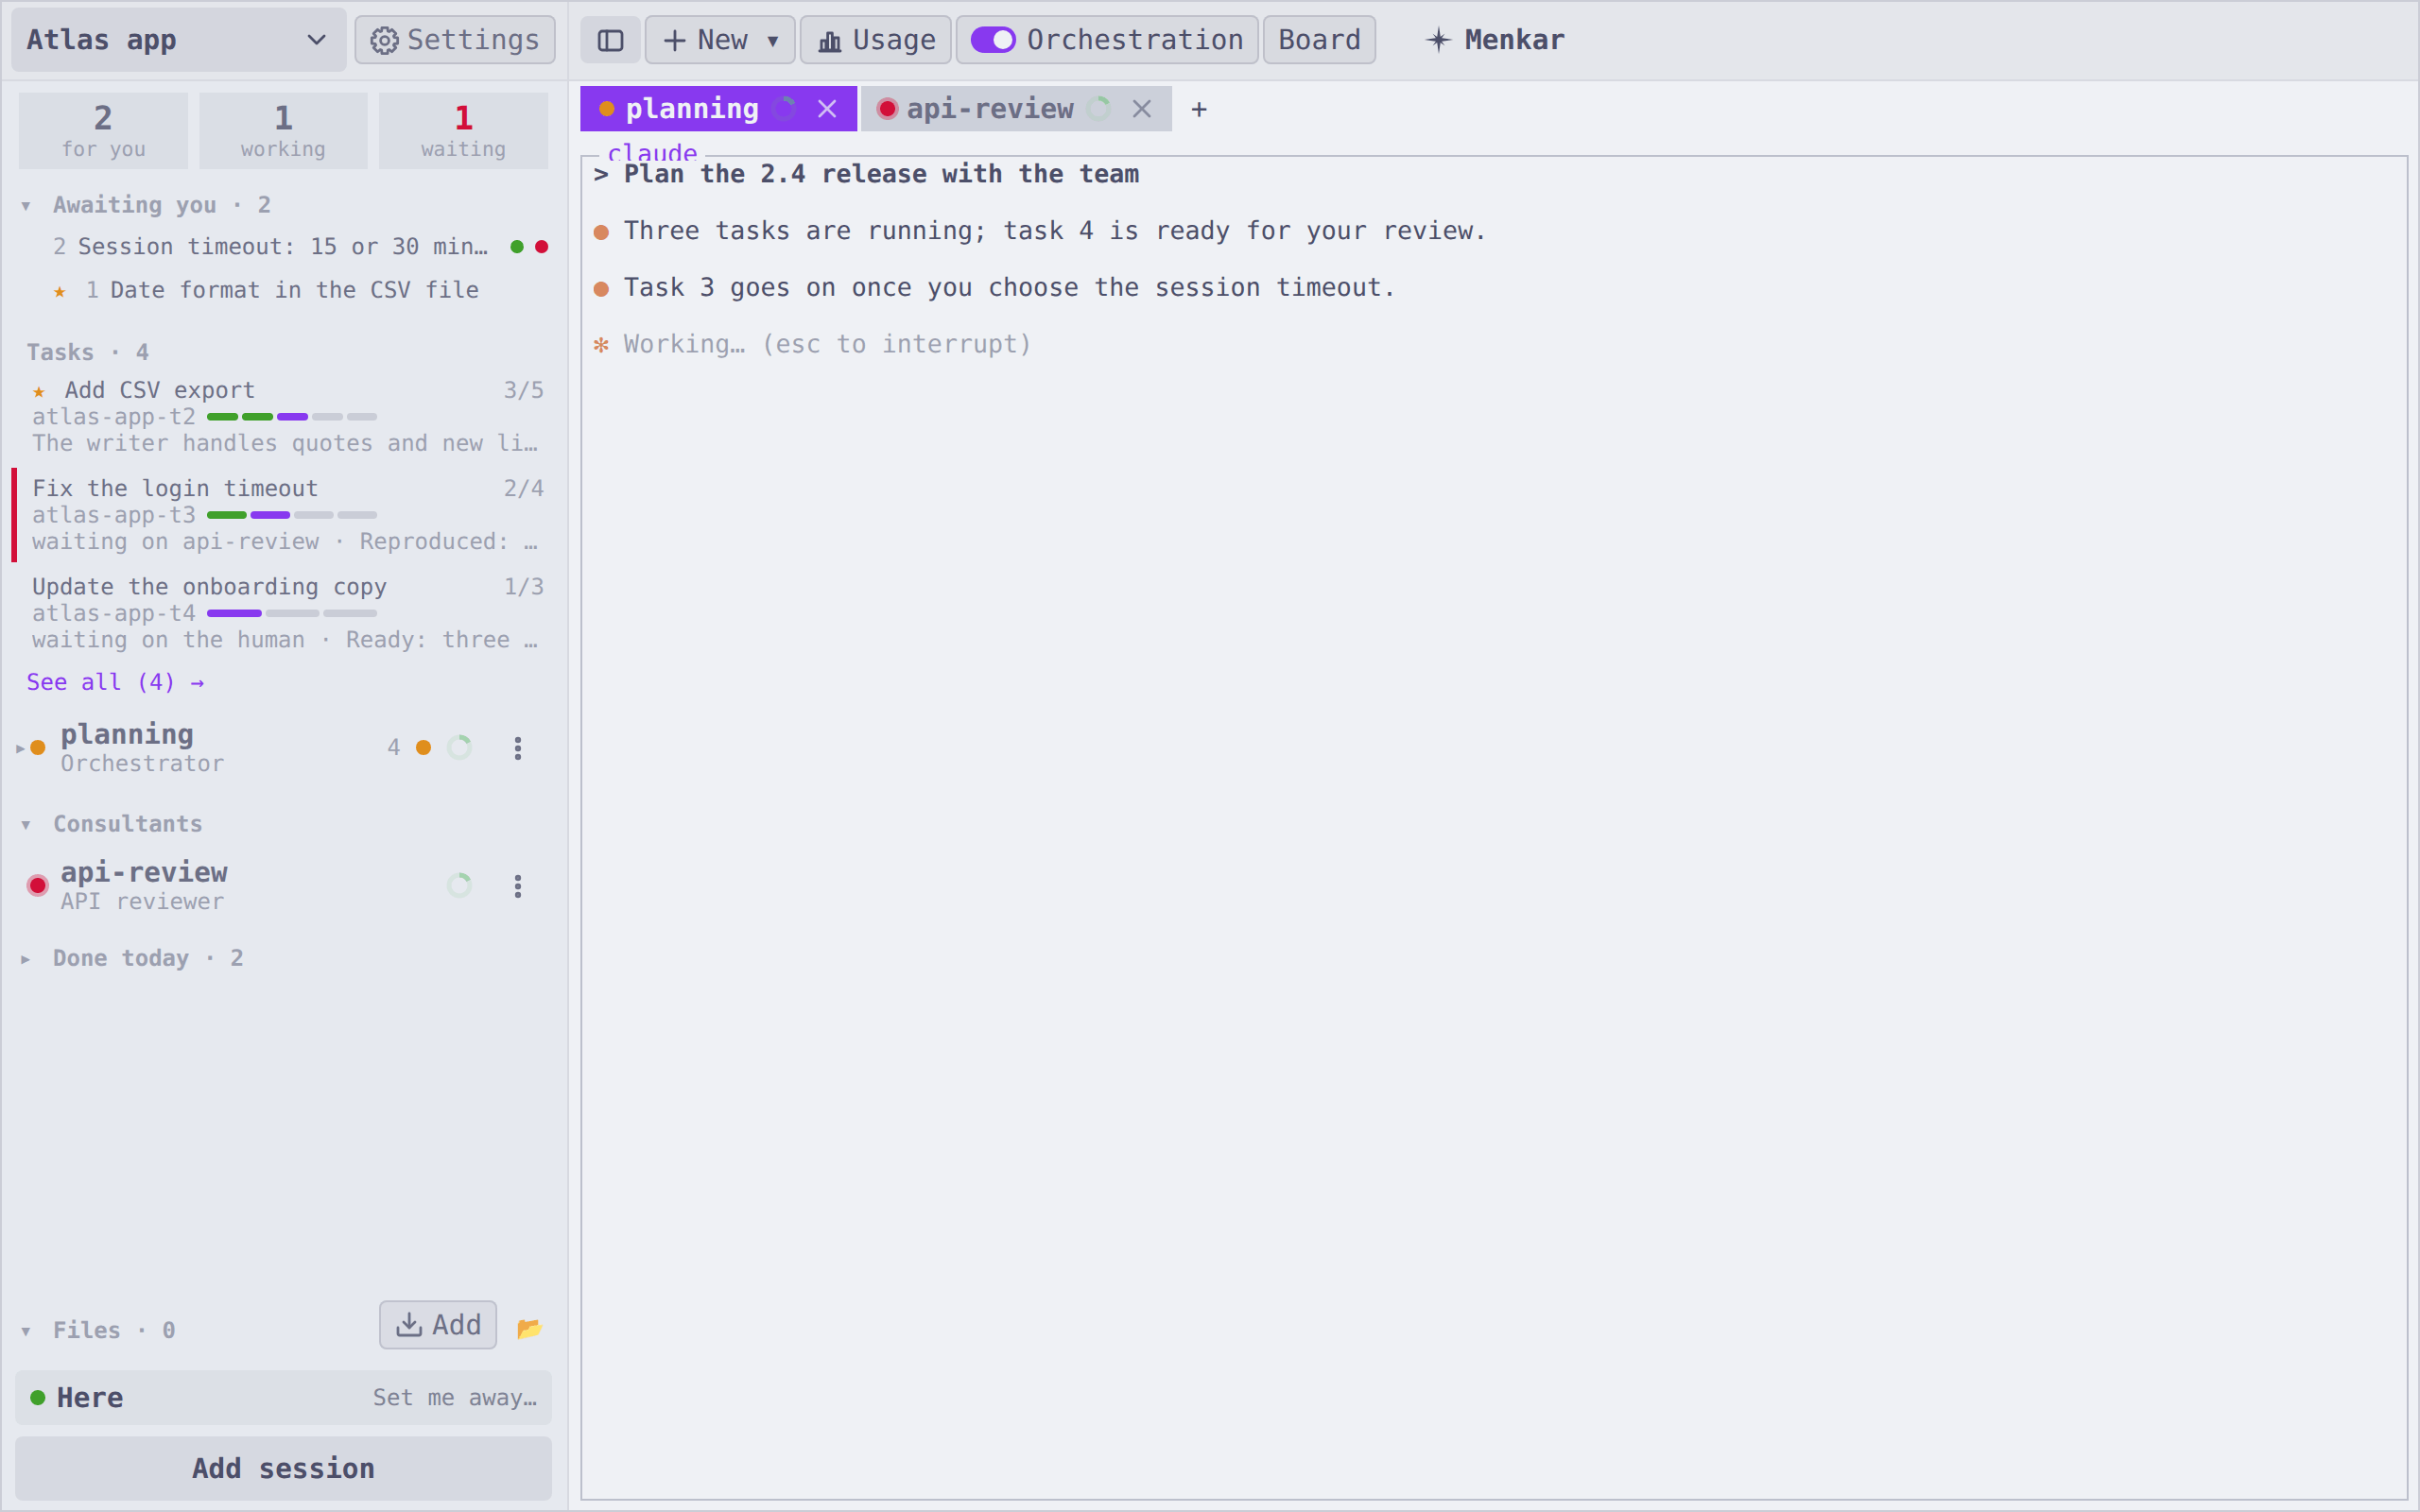 Atlas app
Settings
New ▾
Usage
Orchestration
Board
Menkar
2
for you
1
working
1
waiting
planning
api-review
+
▾ Awaiting you · 2
2 Session timeout: 15 or 30 min…
★ 1 Date format in the CSV file
Tasks · 4
★ Add CSV export 3/5
atlas-app-t2
The writer handles quotes and new li…
Fix the login timeout 2/4
atlas-app-t3
waiting on api-review · Reproduced: …
Update the onboarding copy 1/3
atlas-app-t4
waiting on the human · Ready: three …
See all (4) →
▸ planning 4
Orchestrator
▾ Consultants
api-review
API reviewer
▸ Done today · 2
▾ Files · 0
Add
Here Set me away…
Add session
claude
> Plan the 2.4 release with the team
● Three tasks are running; task 4 is ready for your review.
● Task 3 goes on once you choose the session timeout.
✻ Working… (esc to interrupt)